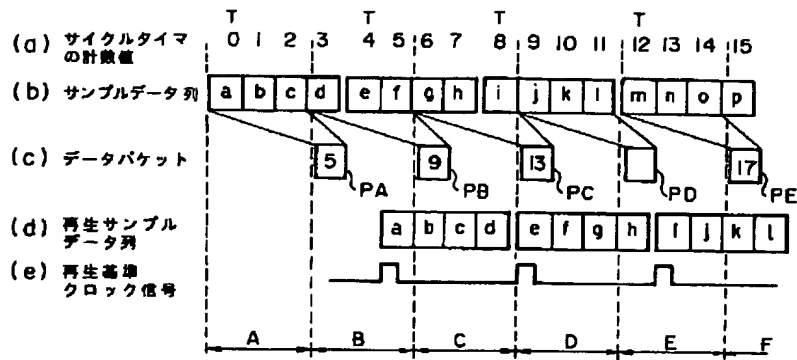 T T T T
(a) サイクルタイマ 0 1 2 3 4 5 6 7 8 9 10 11 12 13 14 15
の計数値
(b) サンプルデータ列 a b c d e f g h i j k l m n o p
(c) データパケット 5 9 13 17
PA PB PC PD PE
(d) 再生サンプル a b c d e f g h i j k l
データ列
(e) 再生基準
クロック信号
A B C D E F